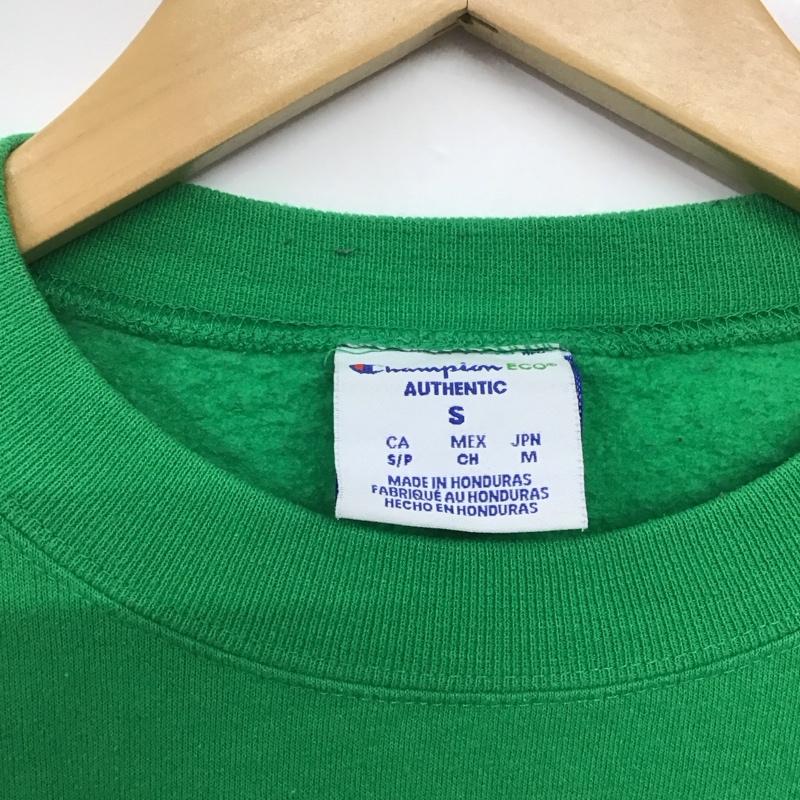 Champion ECO
AUTHENTIC
S
CA MEX JPN
S/P CH M
MADE IN HONDURAS
FABRIQUÉ AU HONDURAS
HECHO EN HONDURAS